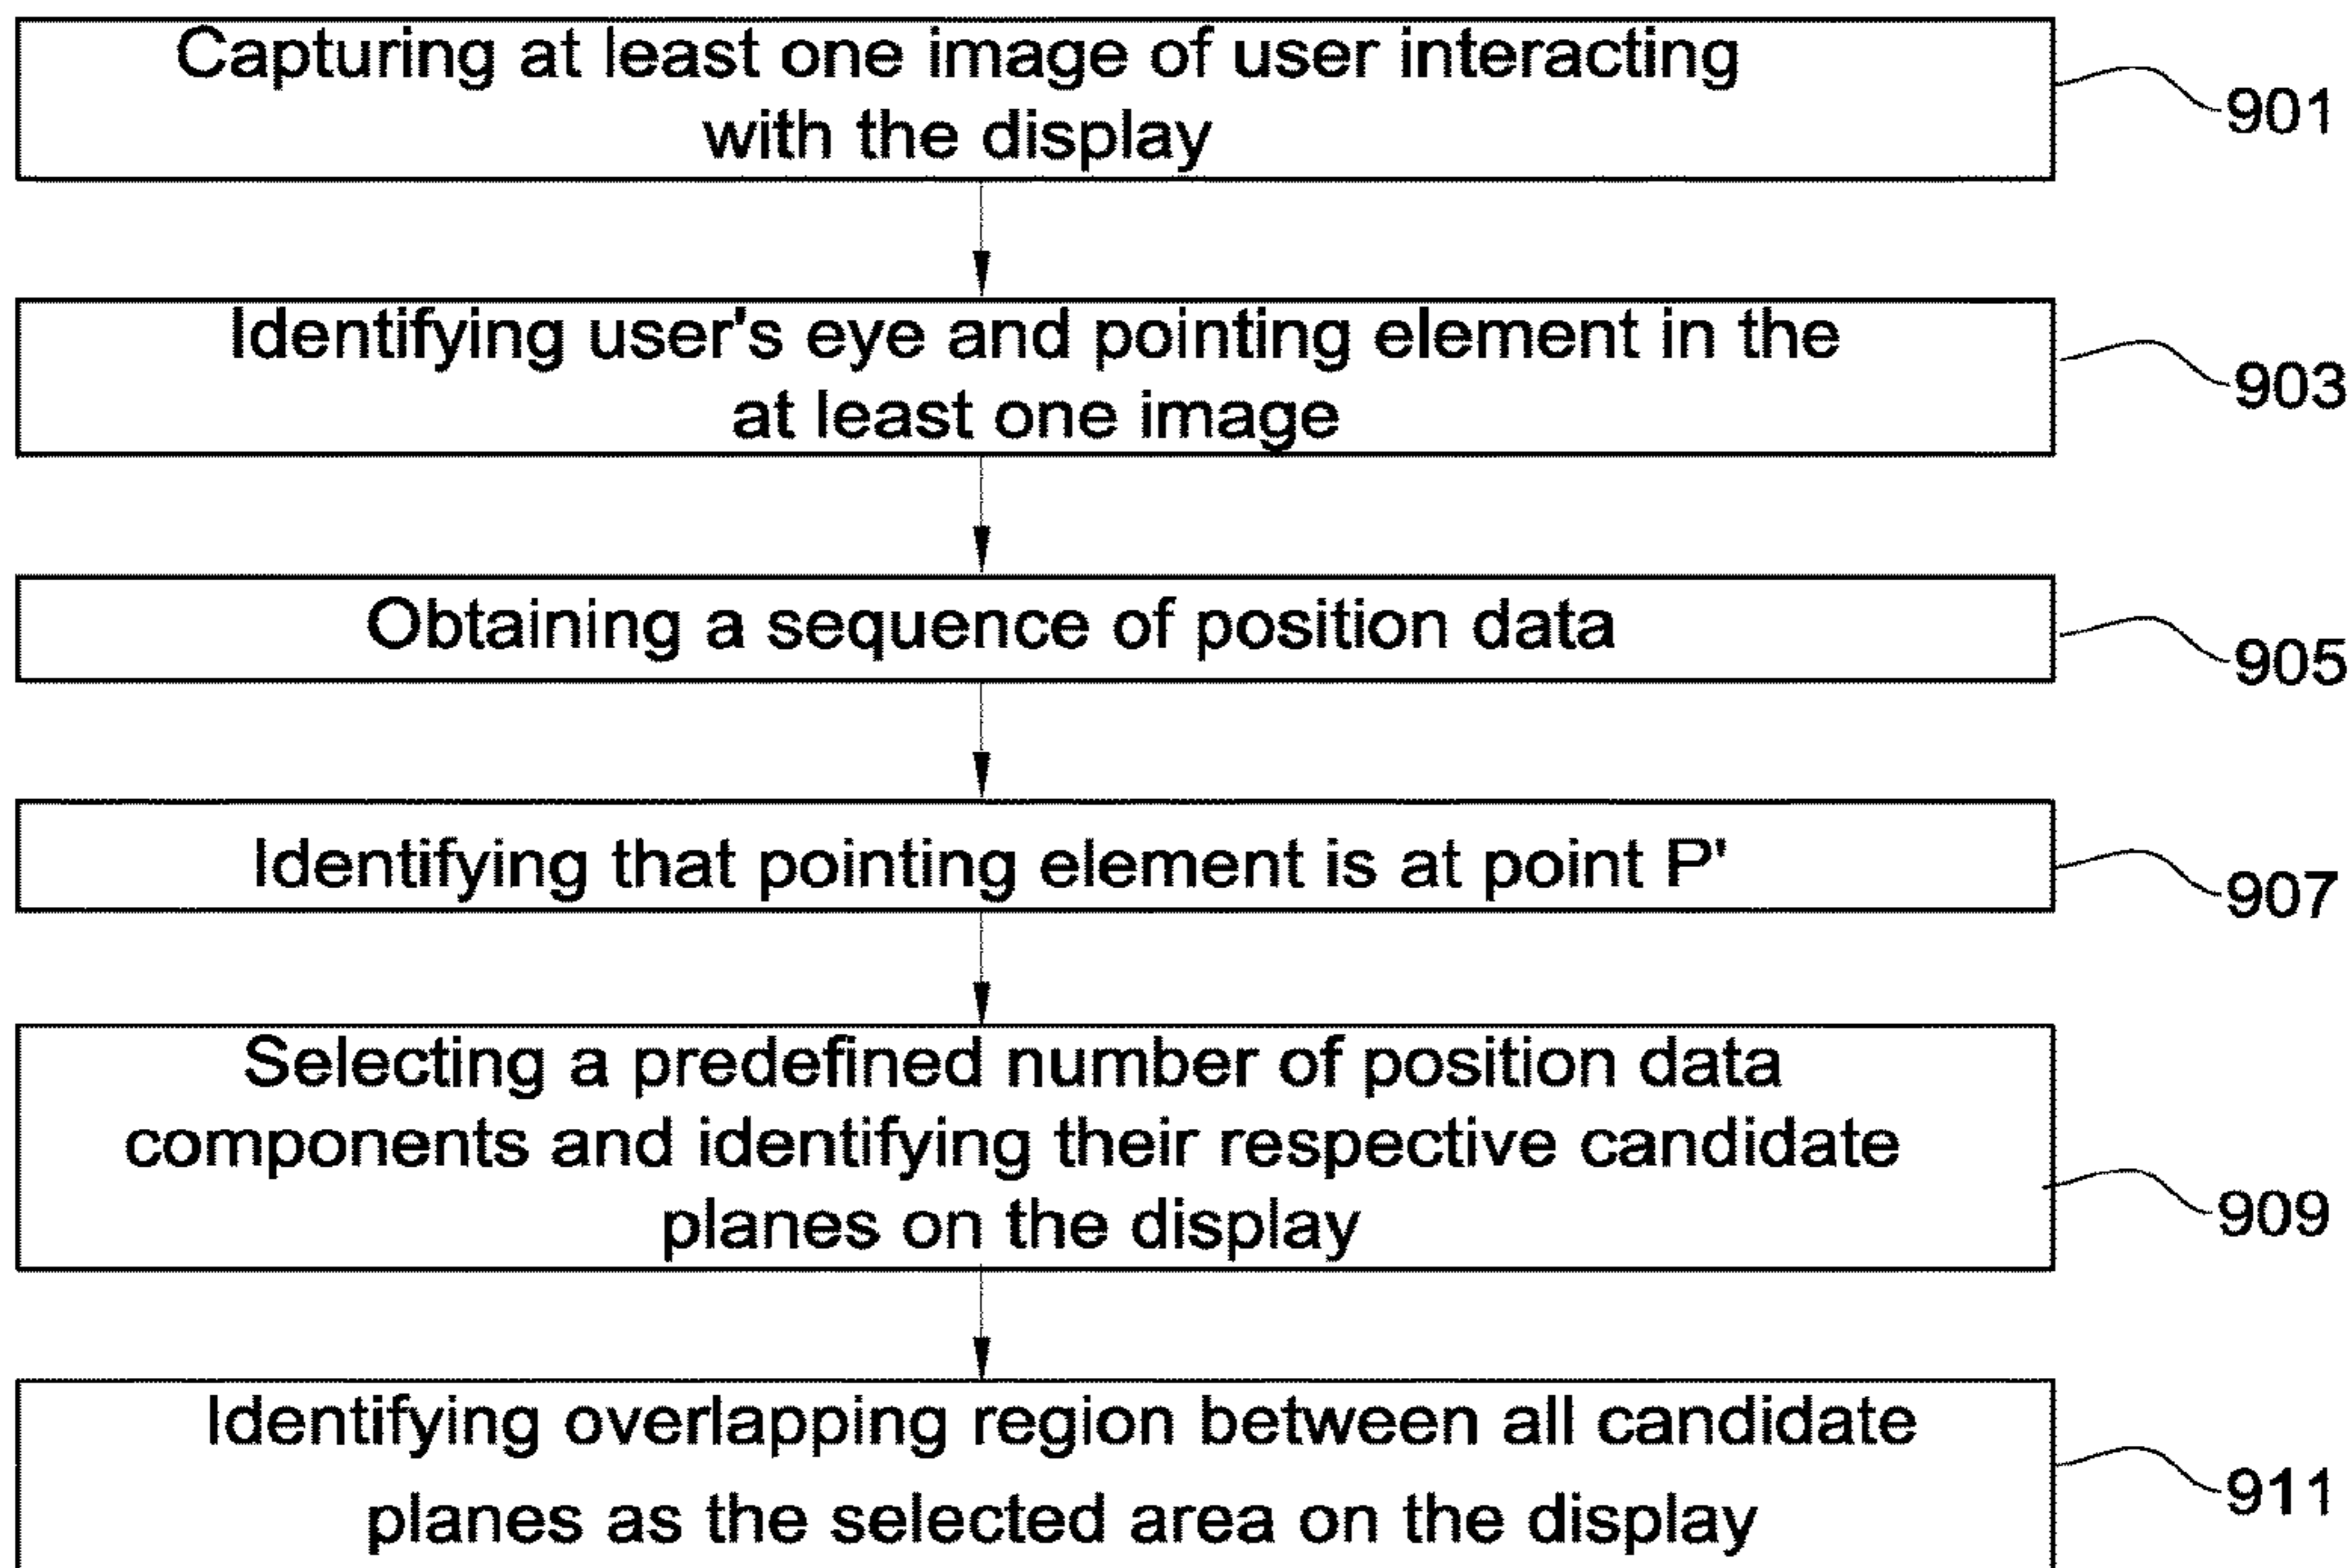 Capturing at least one image of user interacting
with the display
901
Identifying user's eye and pointing element in the
at least one image
903
Obtaining a sequence of position data
905
Identifying that pointing element is at point P'
907
Selecting a predefined number of position data
components and identifying their respective candidate
planes on the display
909
Identifying overlapping region between all candidate
planes as the selected area on the display
911